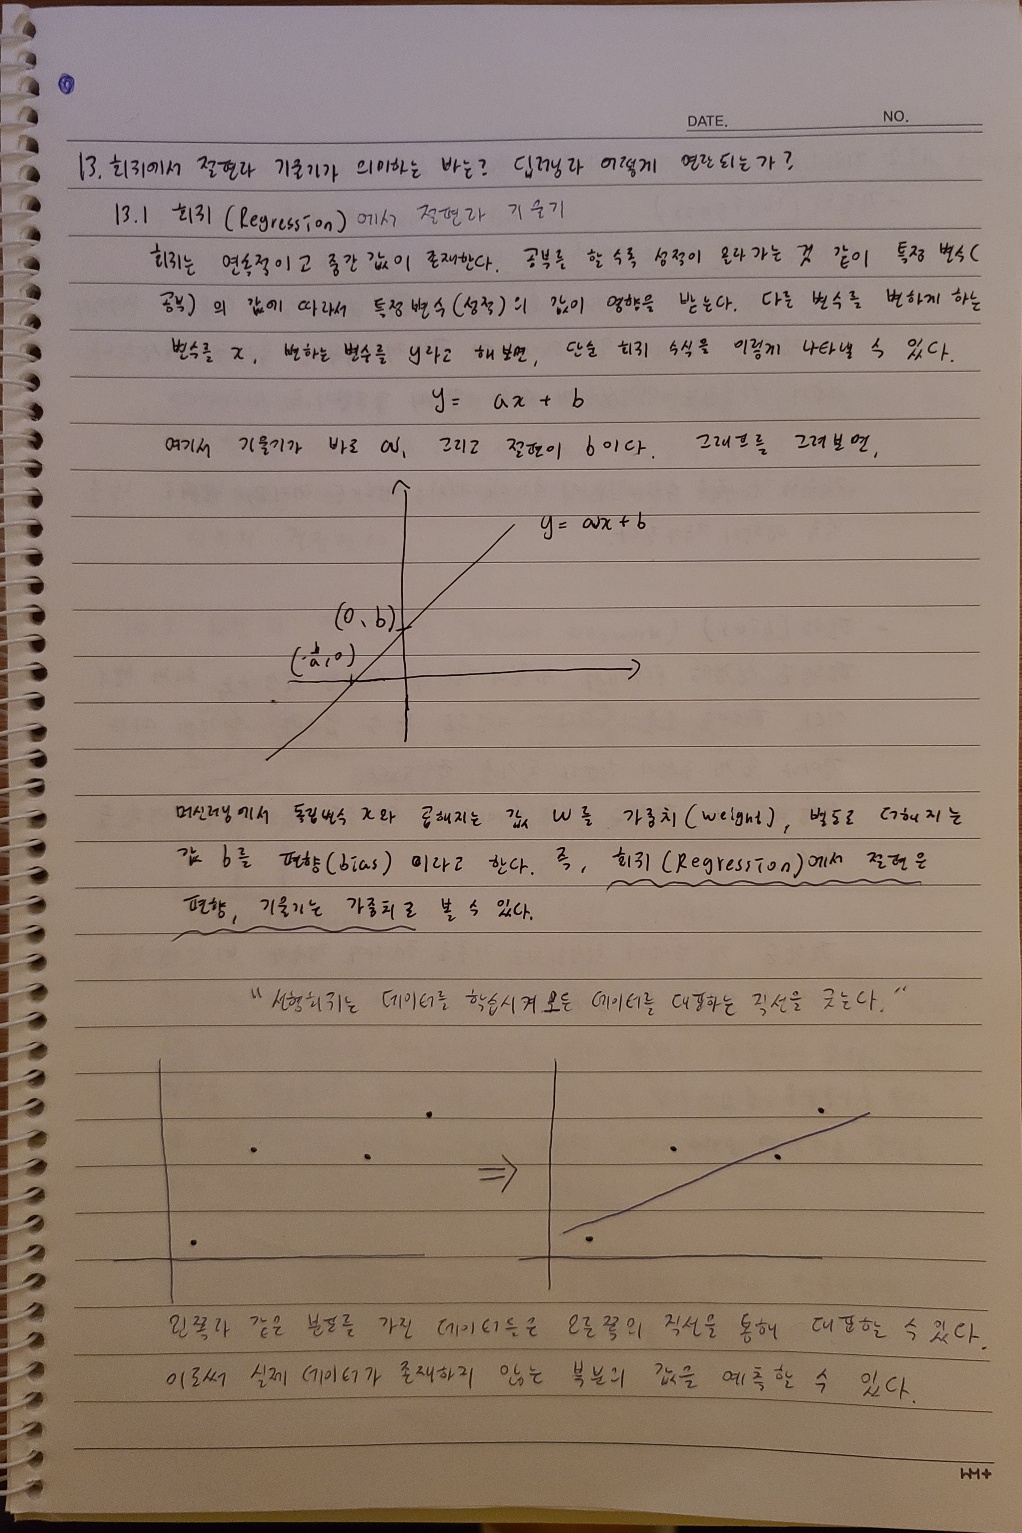 DATE.
NO.
13. 회귀에서 절편과 기울기가 의미하는 바는? 딥러닝과 어떻게 연관되는가?
13.1 회귀 (Regression)에서 절편과 기울기
회귀는 연속적이고 중간 값이 존재한다. 공부를 할수록 성적이 올라가는 것 같이 특정 변수(
공부)의 값에 따라서 특정변수(성적)의 값이 영향을 받는다. 다른 변수를 변하게 하는
변수를 x, 변하는 변수를 y라고 해보면, 단순 회귀 수식을 이렇게 나타낼 수 있다.
y = ax + b
여기서 기울기가 바로 a, 그리고 절편이 b이다. 그래프를 그려보면,
y = ax + b
(0, b)
(-b/a, 0)
머신러닝에서 독립변수 x와 곱해지는 값 W를 가중치(weight), 별도로 더해지는
값 b를 편향(bias)이라고 한다. 즉, 회귀(Regression)에서 절편은
편향, 기울기는 가중치로 볼 수 있다.
"선형회귀는 데이터를 학습시켜 모든 데이터를 대표하는 직선을 긋는다."
⇒
왼쪽과 같은 분포를 가진 데이터들은 오른쪽의 직선을 통해 대표할 수 있다.
이로써 실제 데이터가 존재하지 않는 북분의 값을 예측할 수 있다.